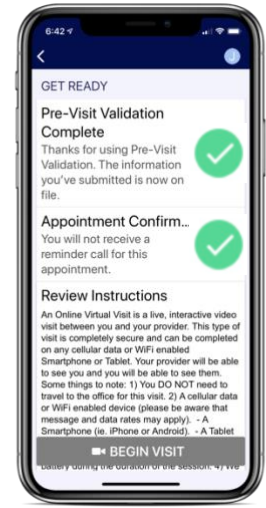 6:42
J
GET READY
Pre-Visit Validation
Complete
Thanks for using Pre-Visit
Validation. The information
you've submitted is now on
file.
Appointment Confirm...
You will not receive a
reminder call for this
appointment.
Review Instructions
An Online Virtual Visit is a live, interactive video
visit between you and your provider. This type of
visit is completely secure and can be completed
on any cellular data or WiFi enabled
Smartphone or Tablet. Your provider will be able
to see you and you will be able to see them.
Some things to note: 1) You DO NOT need to
travel to the office for this visit. 2) A cellular data
or WiFi enabled device (please be aware that
message and data rates may apply). - A
Smartphone (ie. iPhone or Android). - A Tablet
BEGIN VISIT
battery during the duration of the session. 4) We